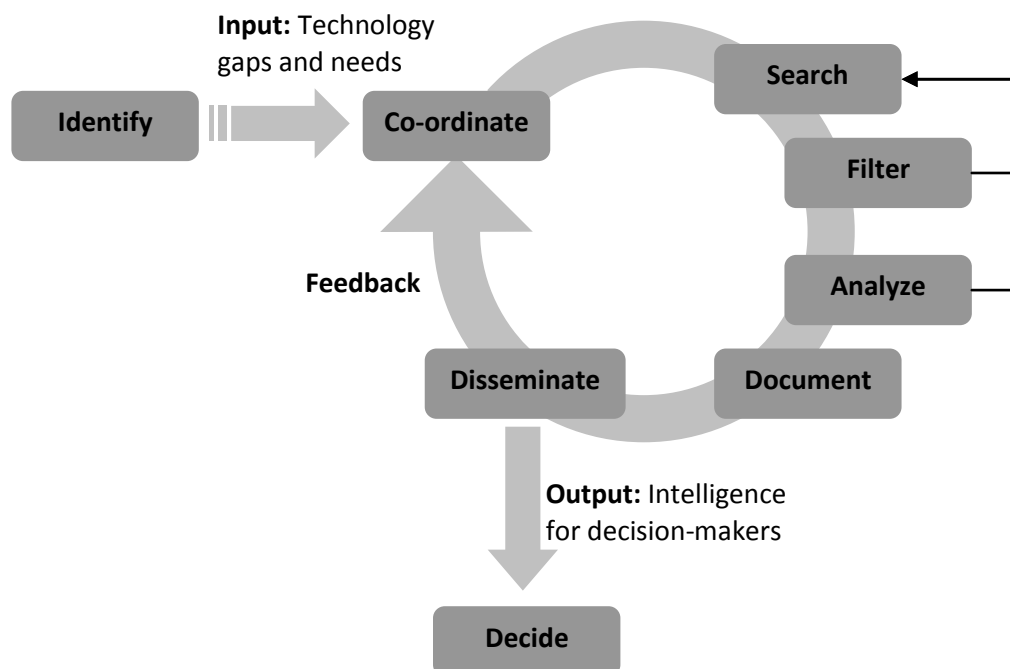 Input: Technology
gaps and needs
Identify
Co-ordinate
Search
Filter
Analyze
Feedback
Disseminate
Document
Output: Intelligence
for decision-makers
Decide